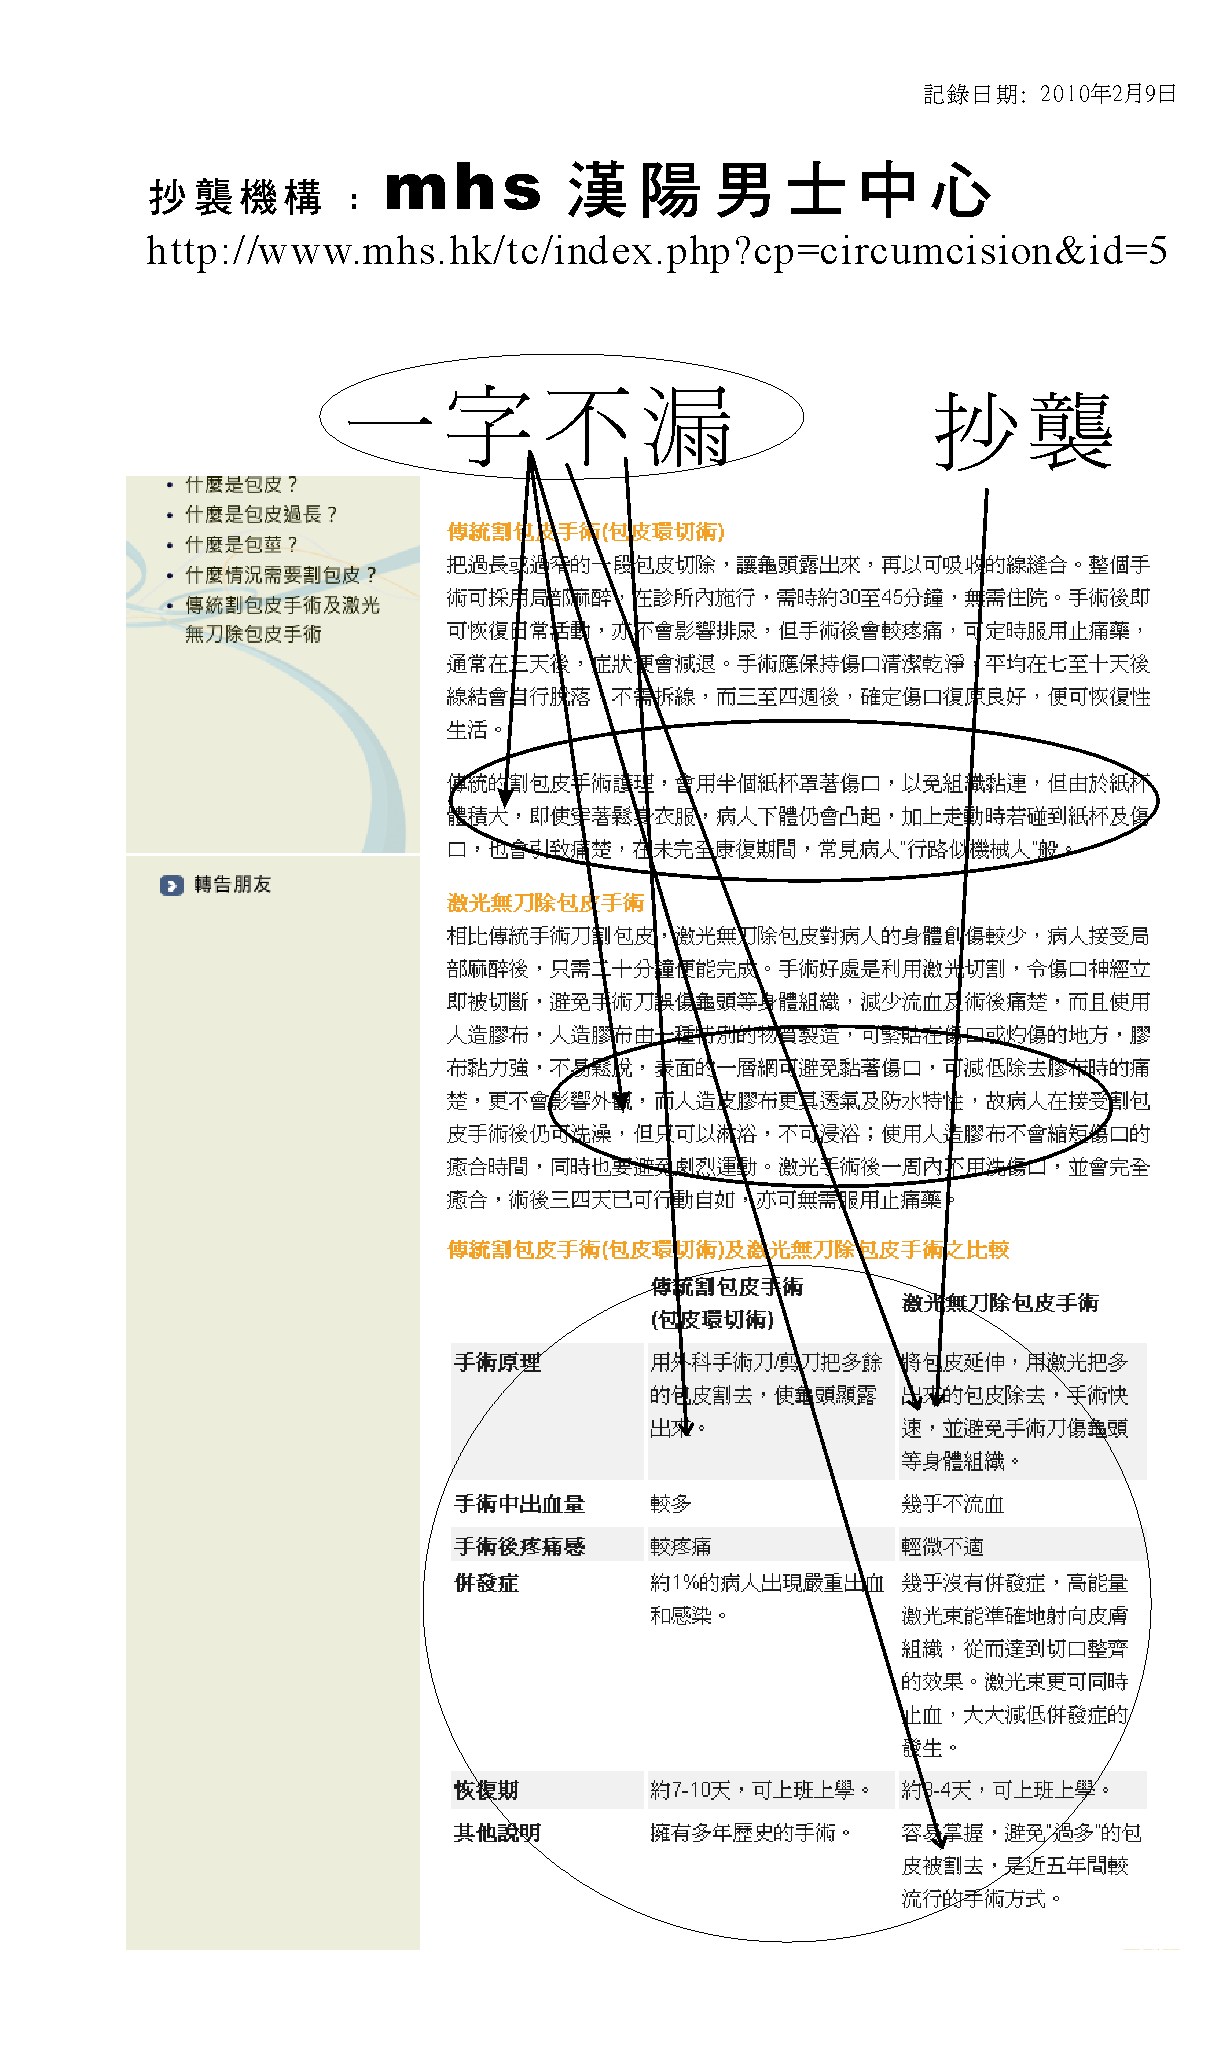 記錄日期: 2010年2月9日
抄襲機構 : mhs 漢陽男士中心
http://www.mhs.hk/tc/index.php?cp=circumcision&id=5
一字不漏 抄襲
• 什麼是包皮？
• 什麼是包皮過長？
• 什麼是包莖？
• 什麼情況需要割包皮？
• 傳統割包皮手術及激光
無刀除包皮手術
轉告朋友
傳統割包皮手術(包皮環切術)
把過長或過窄的一段包皮切除，讓龜頭露出來，再以可吸收的線縫合。整個手
術可採用局部麻醉，在診所內施行，需時約30至45分鐘，無需住院。手術後即
可恢復日常活動，亦不會影響排尿。但手術後會較疼痛，可定時服用止痛藥，
通常在三天後，症狀便會減退。手術應保持傷口清潔乾淨，平均在七至十天後
線結會自行脫落，不需拆線，而三至四週後，確定傷口復原良好，便可恢復性
生活。
傳統的割包皮手術護理，會用半個紙杯罩著傷口，以免組織黏連，但由於紙杯
體積大，即使穿著鬆身衣服，病人下體仍會凸起，加上走動時若碰到紙杯及傷
口，也會引致痛楚，在未完全康復期間，常見病人"行路似機械人"般。
激光無刀除包皮手術
相比傳統手術刀割包皮，激光無刀除包皮對病人的身體創傷較少，病人接受局
部麻醉後，只需二十分鐘便能完成。手術好處是利用激光切割，令傷口神經立
即被切斷，避免手術刀誤傷龜頭等身體組織，減少流血及術後痛楚，而且使用
人造膠布，人造膠布由一種特別的物質製造，可緊貼在傷口或灼傷的地方，膠
布黏力強，不易鬆脫，表面的一層網可避免黏著傷口，可減低除去膠布時的痛
楚，更不會影響外觀，而人造皮膠布更具透氣及防水特性，故病人在接受割包
皮手術後仍可洗澡，但只可以淋浴，不可浸浴；使用人造膠布不會縮短傷口的
癒合時間，同時也要避免劇烈運動。激光手術後一周內不用洗傷口，並會完全
癒合，術後三四天已可行動自如，亦可無需服用止痛藥。
傳統割包皮手術(包皮環切術)及激光無刀除包皮手術之比較
傳統割包皮手術
(包皮環切術)
激光無刀除包皮手術
手術原理
用外科手術刀/剪刀把多餘
的包皮割去，使龜頭顯露
出來。
將包皮延伸，用激光把多
出來的包皮除去，手術快
速，並避免手術刀傷龜頭
等身體組織。
手術中出血量 較多 幾乎不流血
手術後疼痛感 較疼痛 輕微不適
併發症
約1%的病人出現嚴重出血
和感染。
幾乎沒有併發症，高能量
激光束能準確地射向皮膚
組織，從而達到切口整齊
的效果。激光束更可同時
止血，大大減低併發症的
發生。
恢復期 約7-10天，可上班上學。 約3-4天，可上班上學。
其他說明
擁有多年歷史的手術。
容易掌握，避免"過多"的包
皮被割去，是近五年間較
流行的手術方式。